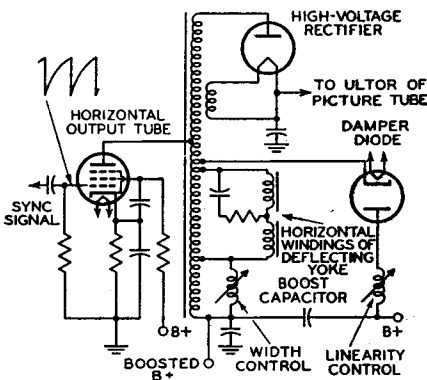 HIGH-VOLTAGE
RECTIFIER
TO ULTOR OF
PICTURE TUBE
HORIZONTAL
OUTPUT TUBE
DAMPER
DIODE
SYNC
SIGNAL
HORIZONTAL
WINDINGS OF
DEFLECTING
YOKE
BOOST
CAPACITOR
B+
BOOSTED
B+
WIDTH
CONTROL
LINEARITY
CONTROL
B+